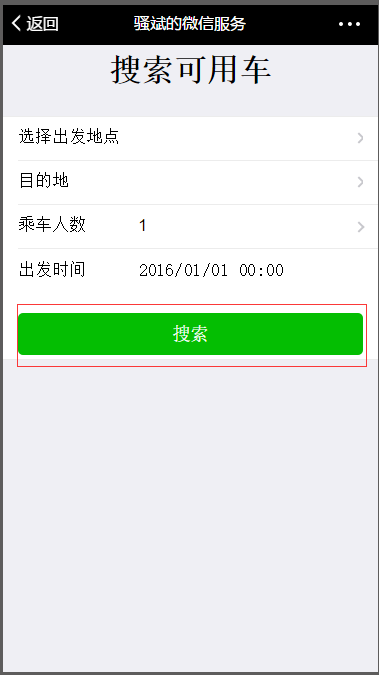 返回 骚斌的微信服务
搜索可用车
选择出发地点
目的地
乘车人数 1
出发时间 2016/01/01 00:00
搜索